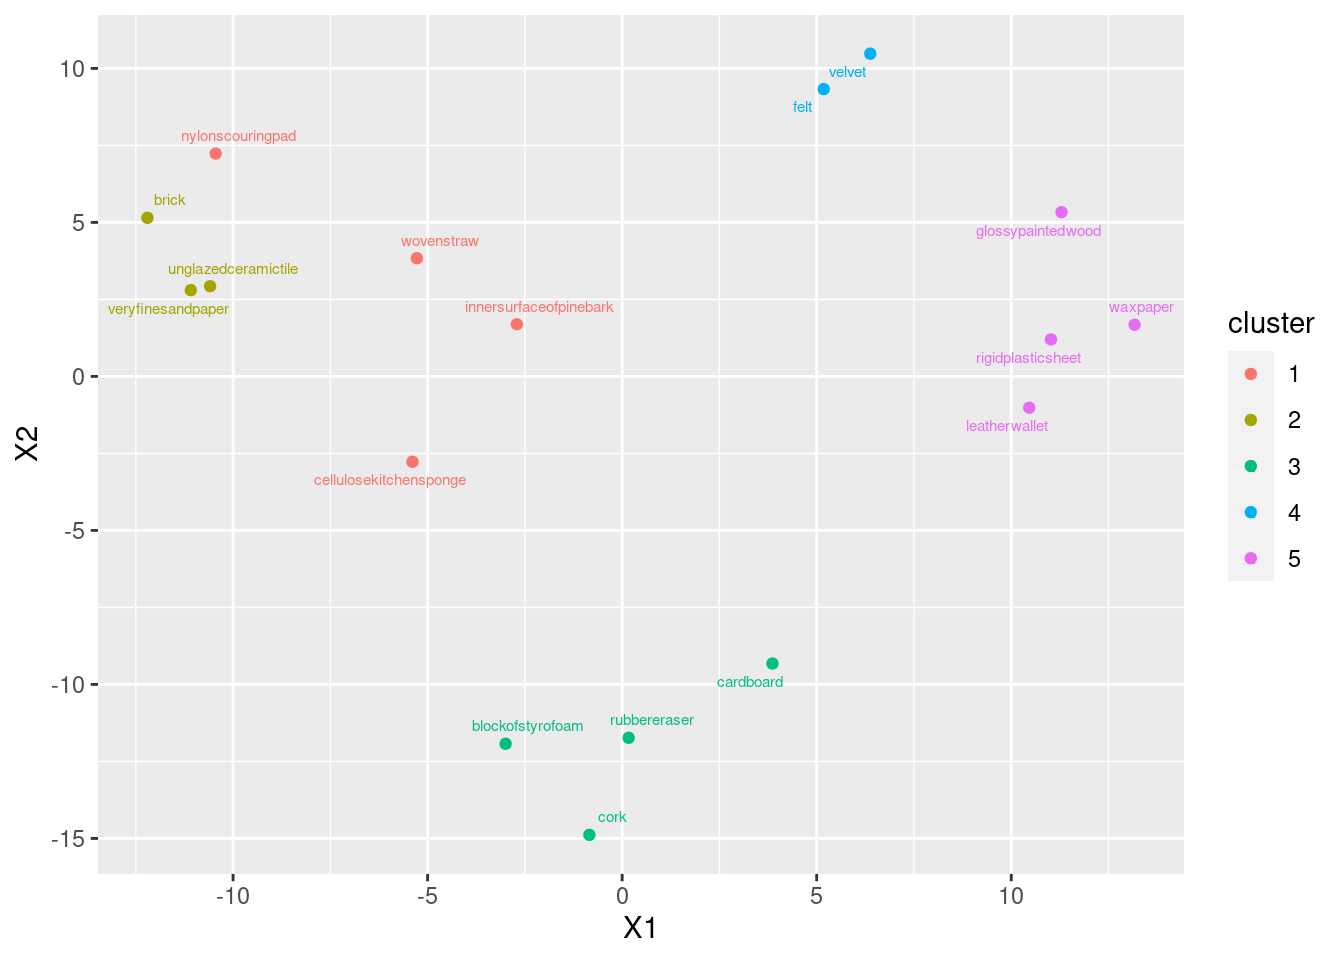 10
velvet
felt
nylonscouringpad
brick
5
glossypaintedwood
wovenstraw
unglazedceramictile
veryfinesandpaper
innersurfaceofpinebark
waxpaper
rigidplasticsheet
0
leatherwallet
X2
cellulosekitchensponge
-5
cardboard
-10
blockofstyrofoam
rubbereraser
cork
-15
-10
-5
0
5
10
X1
cluster
1
2
3
4
5